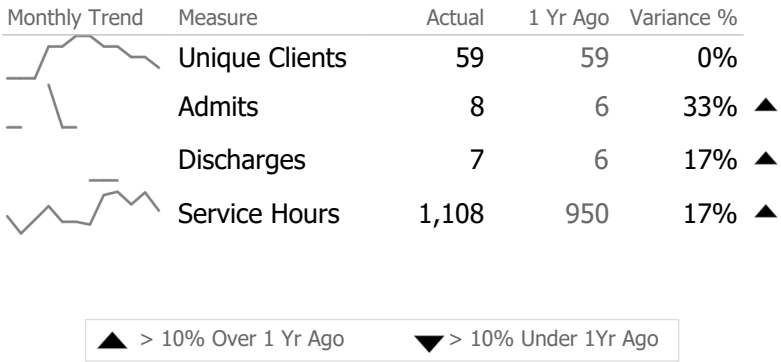 Monthly Trend Measure Actual 1 Yr Ago Variance %
Unique Clients 59 59 0%
Admits 8 6 33% ▲
Discharges 7 6 17% ▲
Service Hours 1,108 950 17% ▲
▲ > 10% Over 1 Yr Ago ▼ > 10% Under 1Yr Ago